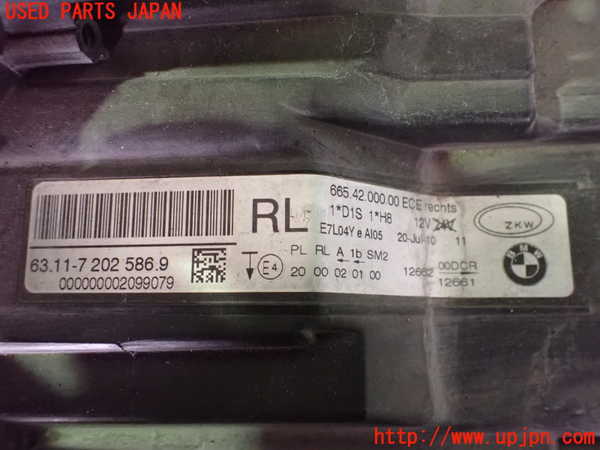 USED PARTS JAPAN
665.42.000.00 ECE rechts
1*D1S 1*H8 12V 24V
E7L04Y e AI05 20-Jul-10 11
RL
ZKW
PL RL A 1b SM2
E4
20 00 02 01 00 12662 00DCR
12661
BMW
63.11-7 202 586.9
000000002099079
http://www.upjpn.com/